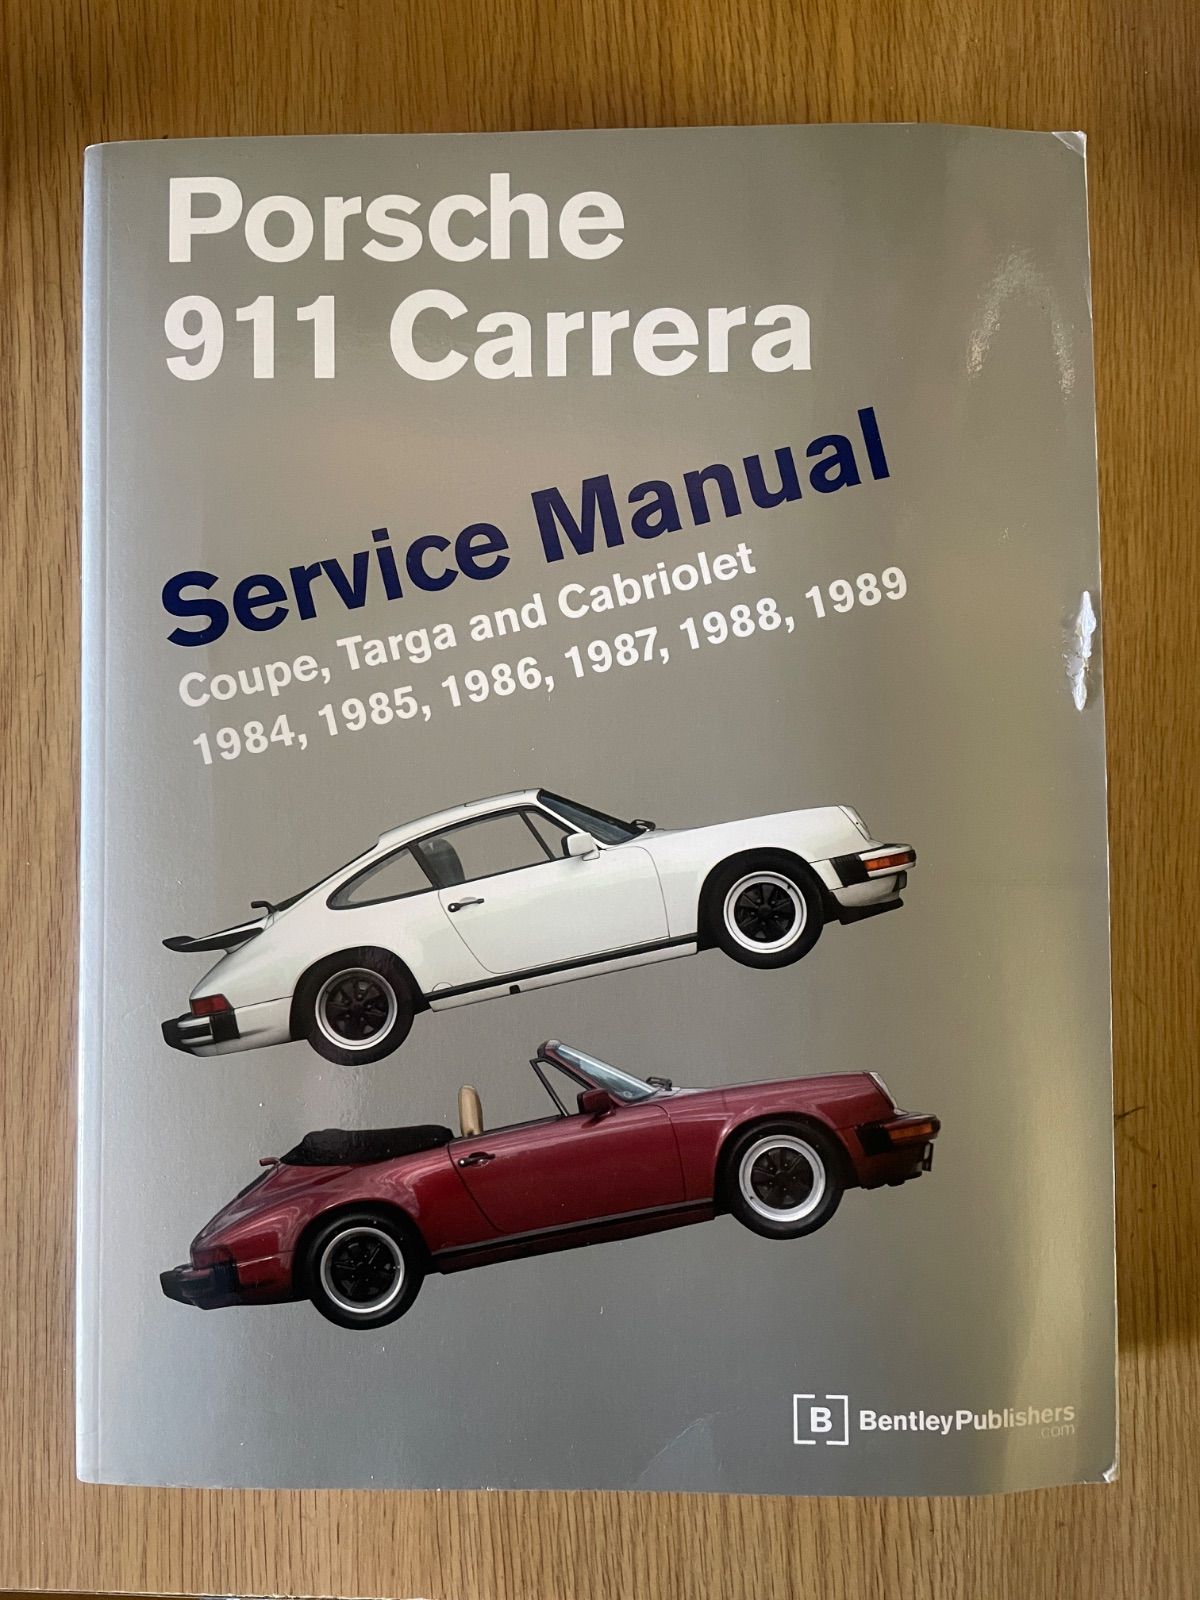 Porsche
911 Carrera
Service Manual
Coupe, Targa and Cabriolet
1984, 1985, 1986, 1987, 1988, 1989
B BentleyPublishers
.com